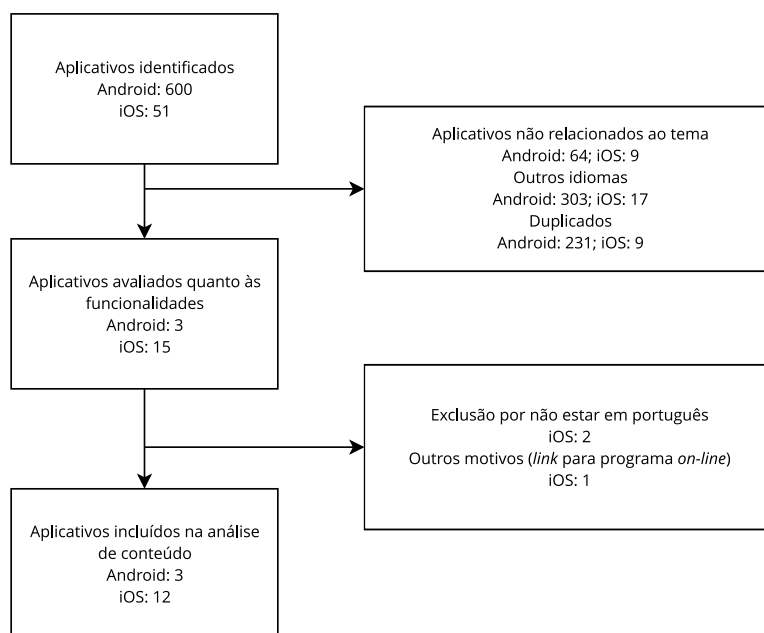 Aplicativos identificados
Android: 600
iOS: 51
Aplicativos não relacionados ao tema
Android: 64; iOS: 9
Outros idiomas
Android: 303; iOS: 17
Duplicados
Android: 231; iOS: 9
Aplicativos avaliados quanto às
funcionalidades
Android: 3
iOS: 15
Exclusão por não estar em português
iOS: 2
Outros motivos (link para programa on-line)
iOS: 1
Aplicativos incluídos na análise
de conteúdo
Android: 3
iOS: 12